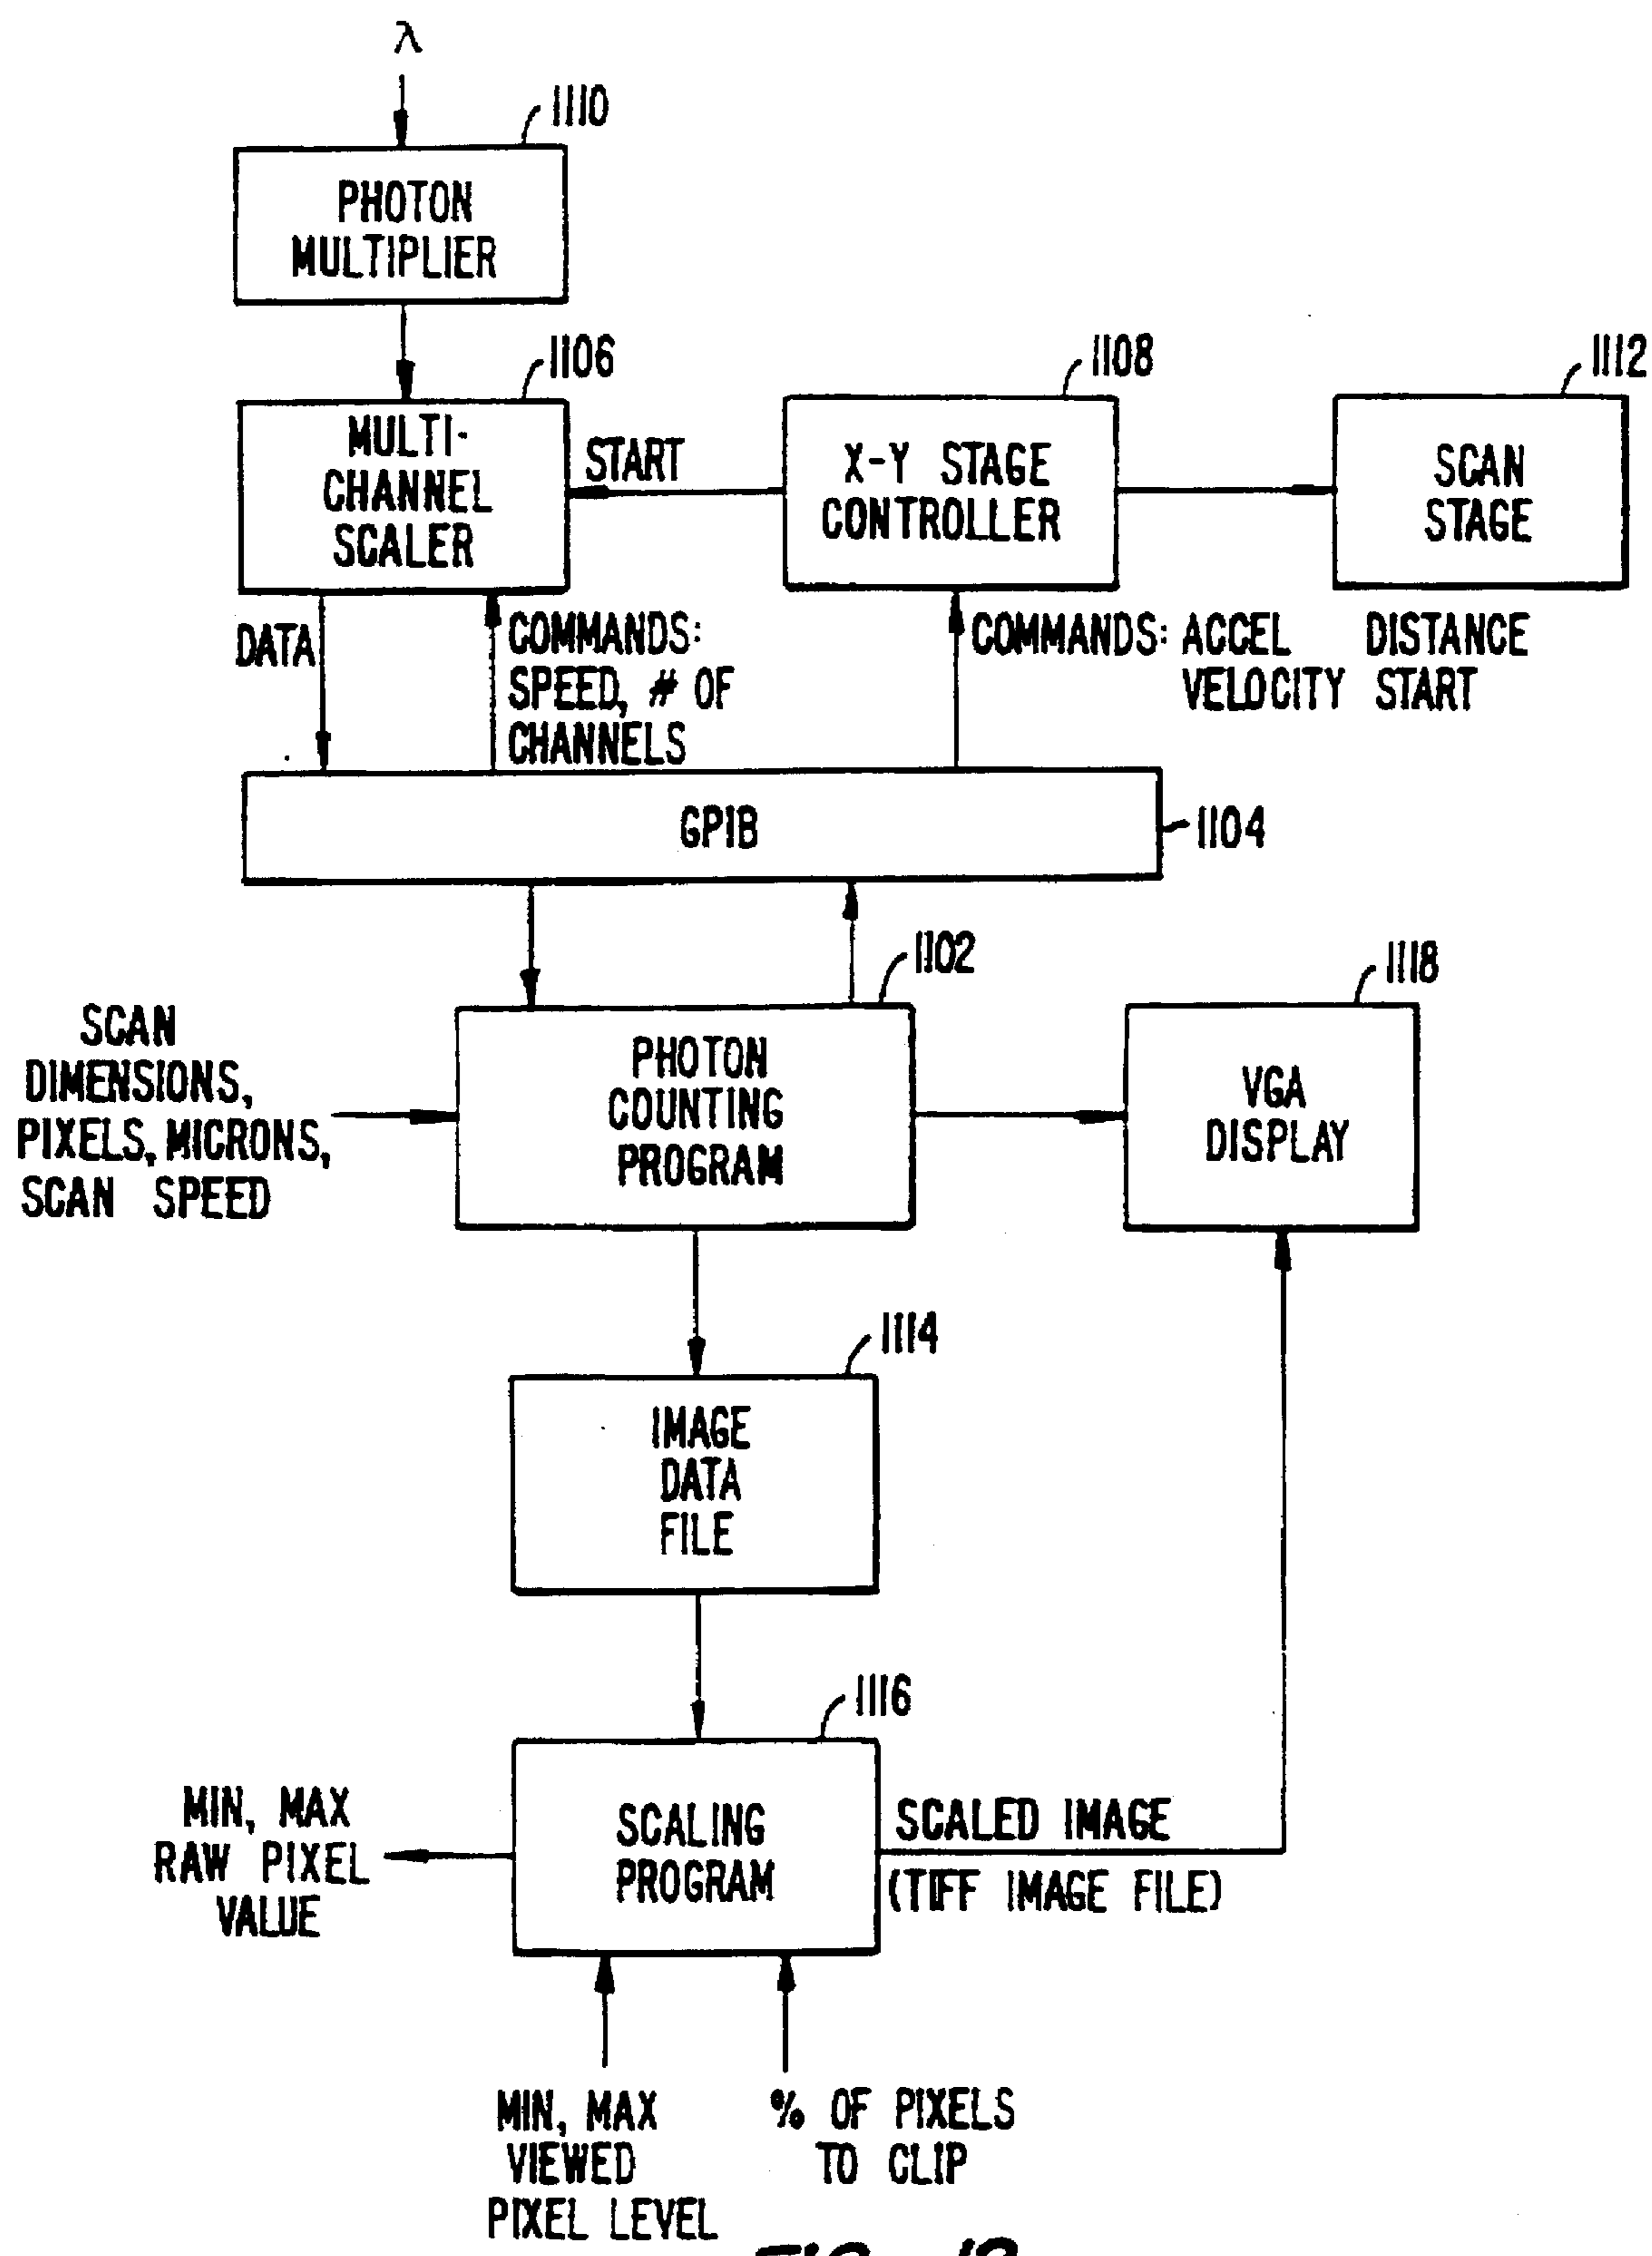 λ
1110
PHOTON
MULTIPLIER
1106
MULTI-
CHANNEL
SCALER
START
1108
X-Y STAGE
CONTROLLER
1112
SCAN
STAGE
DATA
COMMANDS:
SPEED, # OF
CHANNELS
COMMANDS: ACCEL DISTANCE
VELOCITY START
GPIB
1104
1102
SCAN
DIMENSIONS,
PIXELS, MICRONS,
SCAN SPEED
PHOTON
COUNTING
PROGRAM
1118
VGA
DISPLAY
1114
IMAGE
DATA
FILE
1116
MIN, MAX
RAW PIXEL
VALUE
SCALING
PROGRAM
SCALED IMAGE
(TIFF IMAGE FILE)
MIN, MAX
VIEWED
PIXEL LEVEL
% OF PIXELS
TO CLIP